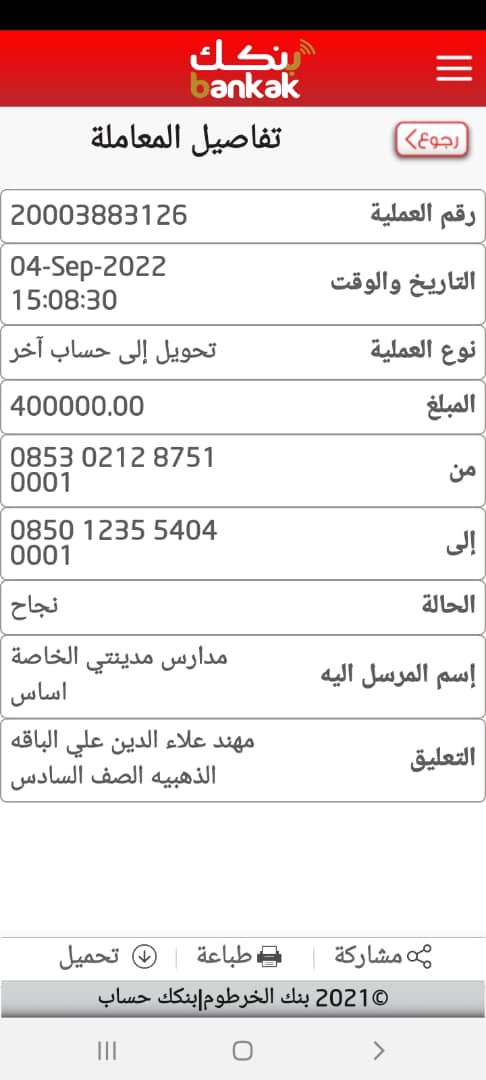 بنكك
bankak
رجوع
تفاصيل المعاملة
رقم العملية 20003883126
التاريخ والوقت 04-Sep-2022
15:08:30
نوع العملية تحويل إلى حساب آخر
المبلغ 400000.00
من 0853 0212 8751
0001
إلى 0850 1235 5404
0001
الحالة نجاح
إسم المرسل اليه مدارس مدينتي الخاصة
اساس
التعليق مهند علاء الدين علي الباقه
الذهبيه الصف السادس
مشاركة طباعة تحميل
©2021 بنك الخرطوم|بنكك حساب